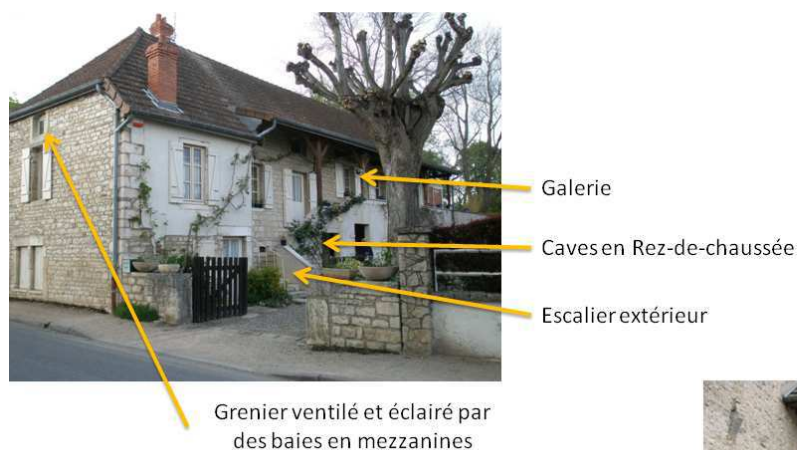 Galerie
Caves en Rez-de-chaussée
Escalier extérieur
Grenier ventilé et éclairé par
des baies en mezzanines